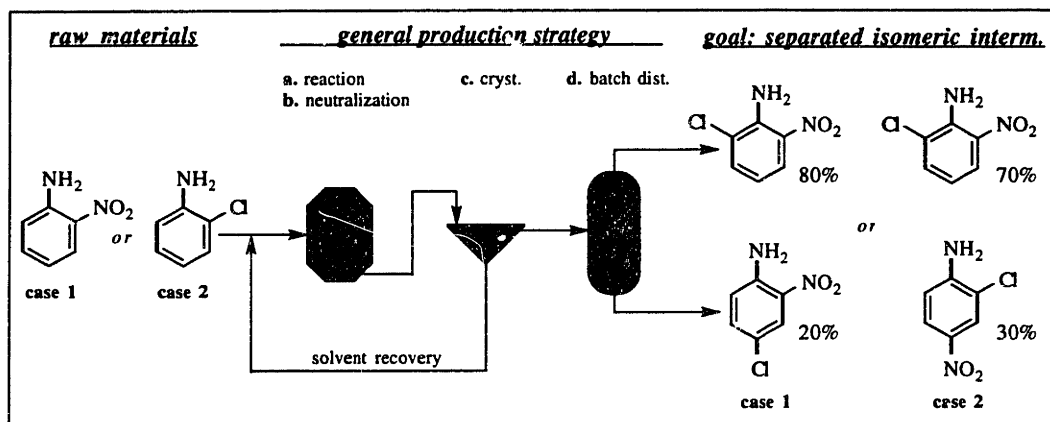 raw materials
general production strategy
goal: separated isomeric interm.
a. reaction
b. neutralization
c. cryst.
d. batch dist.
NH2
NO2
or
NH2
Cl
case 1
case 2
solvent recovery
NH2
Cl
NO2
80%
NH2
Cl
NO2
70%
or
NH2
NO2
20%
Cl
case 1
NH2
Cl
30%
NO2
case 2